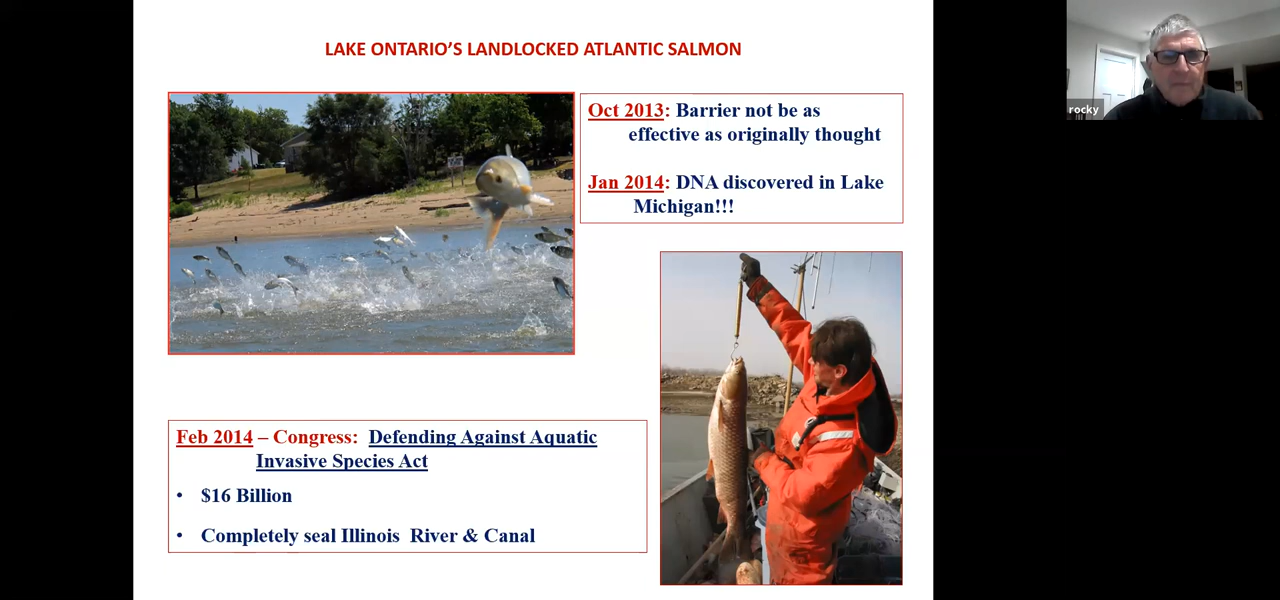 LAKE ONTARIO'S LANDLOCKED ATLANTIC SALMON
Oct 2013: Barrier not be as
effective as originally thought
Jan 2014: DNA discovered in Lake
Michigan!!!
rocky
Feb 2014 – Congress: Defending Against Aquatic
Invasive Species Act
• $16 Billion
• Completely seal Illinois River & Canal